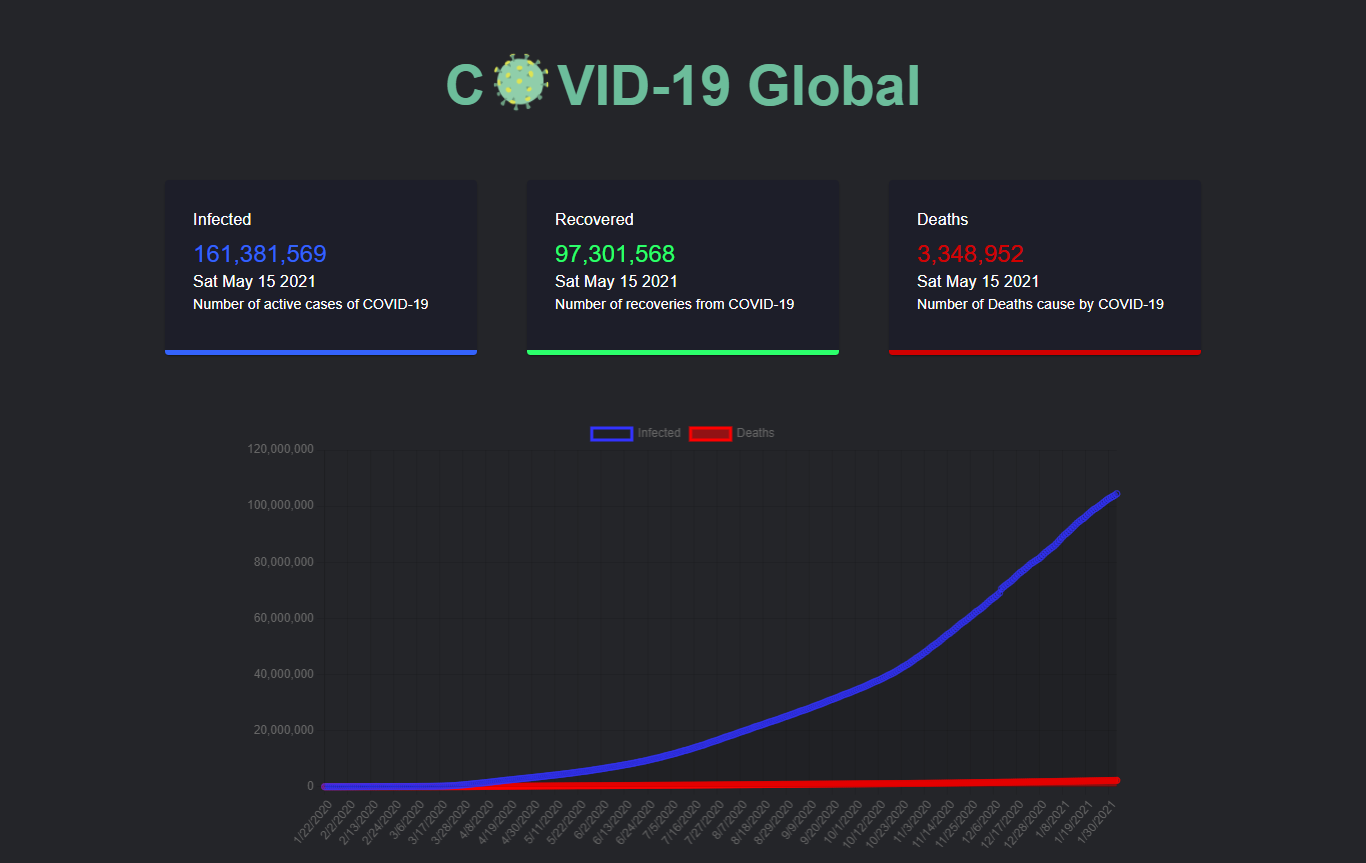 C VID-19 Global
Infected
161,381,569
Sat May 15 2021
Number of active cases of COVID-19
Recovered
97,301,568
Sat May 15 2021
Number of recoveries from COVID-19
Deaths
3,348,952
Sat May 15 2021
Number of Deaths cause by COVID-19
Infected Deaths
120,000,000
100,000,000
80,000,000
60,000,000
40,000,000
20,000,000
0
1/22/2020 2/2/2020 2/13/2020 2/24/2020 3/6/2020 3/17/2020 3/28/2020 4/8/2020 4/19/2020 4/30/2020 5/11/2020 5/22/2020 6/2/2020 6/13/2020 6/24/2020 7/5/2020 7/16/2020 7/27/2020 8/7/2020 8/18/2020 8/29/2020 9/9/2020 9/20/2020 10/1/2020 10/12/2020 10/23/2020 11/3/2020 11/14/2020 11/25/2020 12/6/2020 12/17/2020 12/28/2020 1/8/2021 1/19/2021 1/30/2021